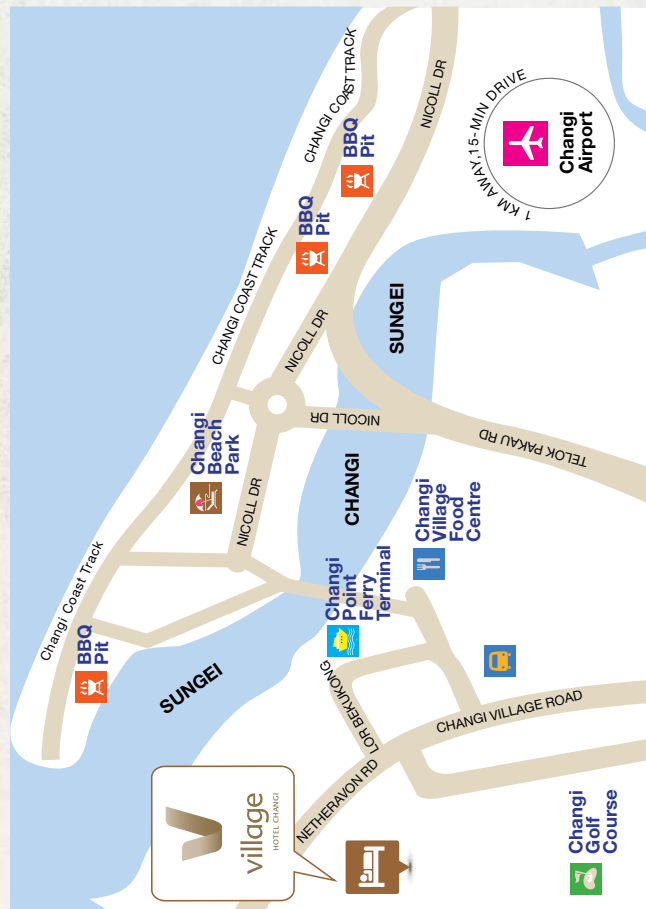 CHANGI COAST TRACK
NICOLL DR
1 KM AWAY,15-MIN DRIVE
Changi
Airport
BBQ
Pit
BBQ
Pit
CHANGI COAST TRACK
NICOLL DR
SUNGEI
NICOLL DR
TELOK PAKAU RD
Changi
Beach
Park
NICOLL DR
CHANGI
Changi
Village
Food
Centre
Changi Coast Track
BBQ
Pit
SUNGEI
Changi
Point
Ferry
Terminal
LOR BEKUKONG
CHANGI VILLAGE ROAD
NETHERAVON RD
village
HOTEL CHANGI
Changi
Golf
Course